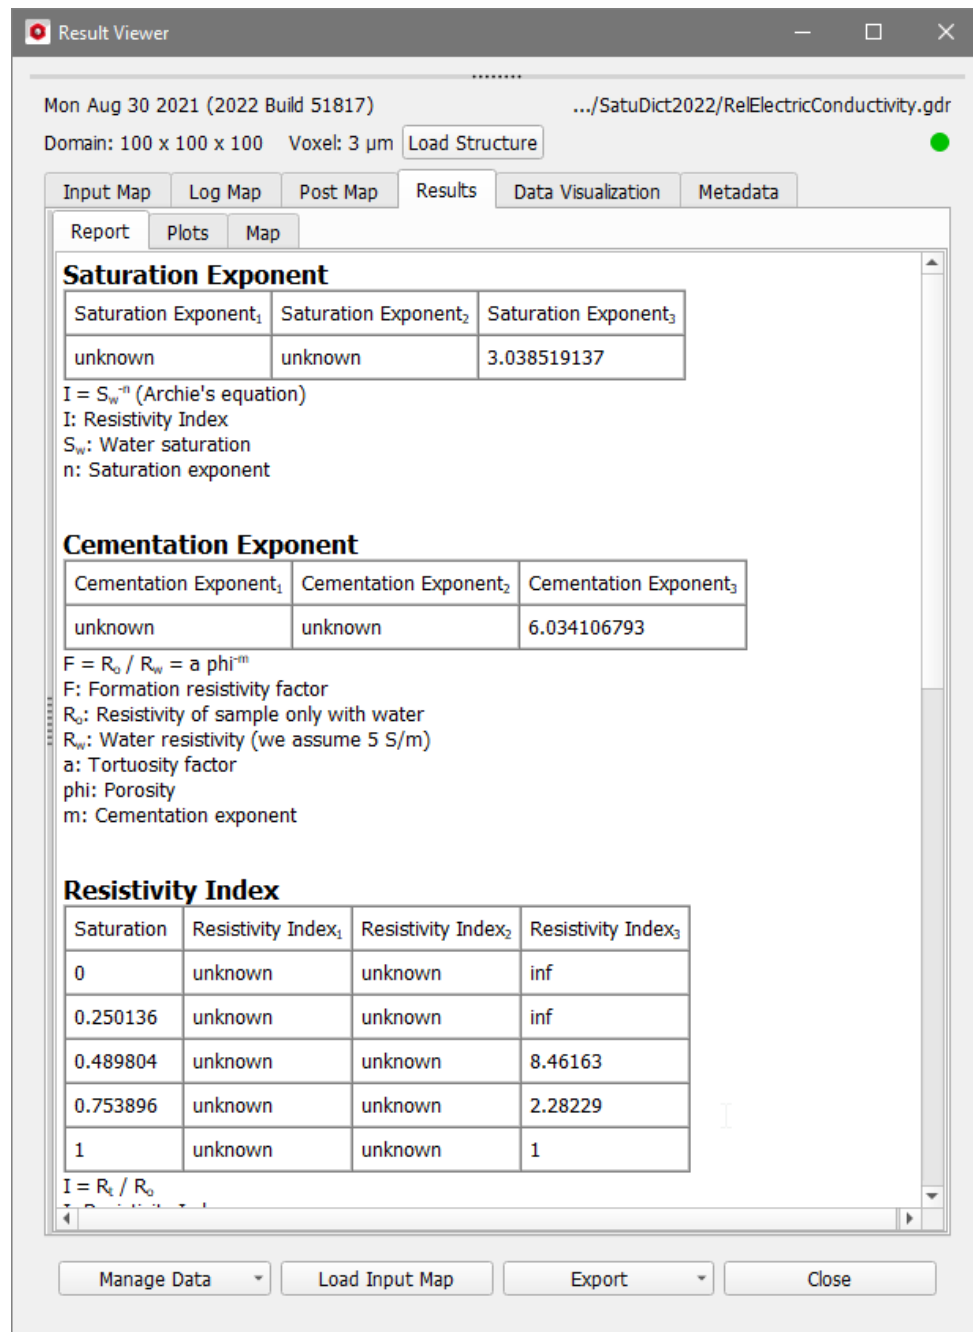 Result Viewer
Mon Aug 30 2021 (2022 Build 51817) .../SatuDict2022/RelElectricConductivity.gdr
Domain: 100 x 100 x 100 Voxel: 3 µm Load Structure
Input Map Log Map Post Map Results Data Visualization Metadata
Report Plots Map
Saturation Exponent
Saturation Exponent₁ Saturation Exponent₂ Saturation Exponent₃
unknown unknown 3.038519137
I = S_w⁻ⁿ (Archie's equation)
I: Resistivity Index
S_w: Water saturation
n: Saturation exponent
Cementation Exponent
Cementation Exponent₁ Cementation Exponent₂ Cementation Exponent₃
unknown unknown 6.034106793
F = Rₒ / R_w = a phi⁻ᵐ
F: Formation resistivity factor
Rₒ: Resistivity of sample only with water
R_w: Water resistivity (we assume 5 S/m)
a: Tortuosity factor
phi: Porosity
m: Cementation exponent
Resistivity Index
Saturation Resistivity Index₁ Resistivity Index₂ Resistivity Index₃
0 unknown unknown inf
0.250136 unknown unknown inf
0.489804 unknown unknown 8.46163
0.753896 unknown unknown 2.28229
1 unknown unknown 1
I = Rₜ / Rₒ
Manage Data Load Input Map Export Close